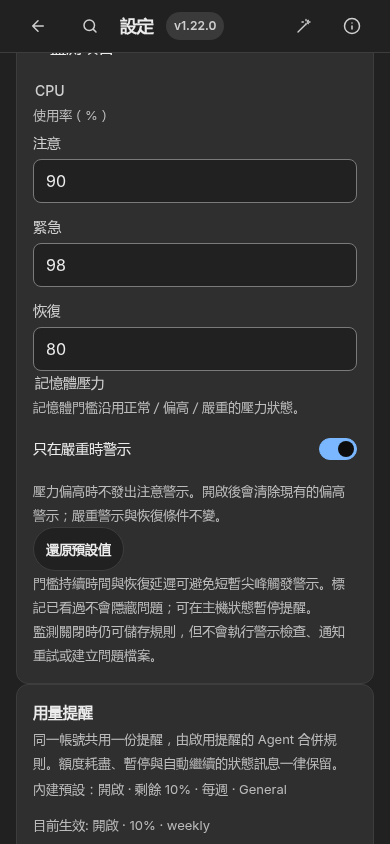 設定 v1.22.0
CPU
使用率（%）
注意
90
緊急
98
恢復
80
記憶體壓力
記憶體門檻沿用正常 / 偏高 / 嚴重的壓力狀態。
只在嚴重時警示
壓力偏高時不發出注意警示。開啟後會清除現有的偏高
警示；嚴重警示與恢復條件不變。
還原預設值
門檻持續時間與恢復延遲可避免短暫尖峰觸發警示。標
記已看過不會隱藏問題；可在主機狀態暫停提醒。
監測關閉時仍可儲存規則，但不會執行警示檢查、通知
重試或建立問題檔案。
用量提醒
同一帳號共用一份提醒，由啟用提醒的 Agent 合併規
則。額度耗盡、暫停與自動繼續的狀態訊息一律保留。
內建預設：開啟 · 剩餘 10% · 每週 · General
目前生效: 開啟 · 10% · weekly